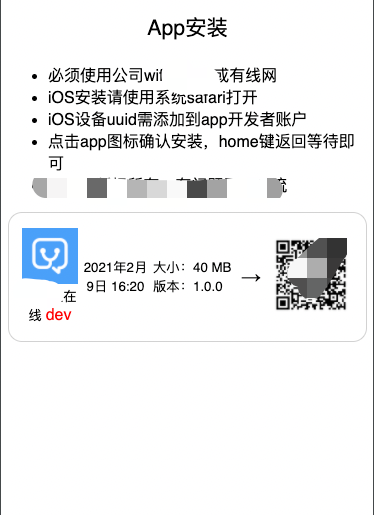 App安装
必须使用公司wif 或有线网
iOS安装请使用系统safari打开
iOS设备uuid需添加到app开发者账户
点击app图标确认安装，home键返回等待即
可
2021年2月 大小：40 MB
9日 16:20 版本：1.0.0
→
在
线 dev